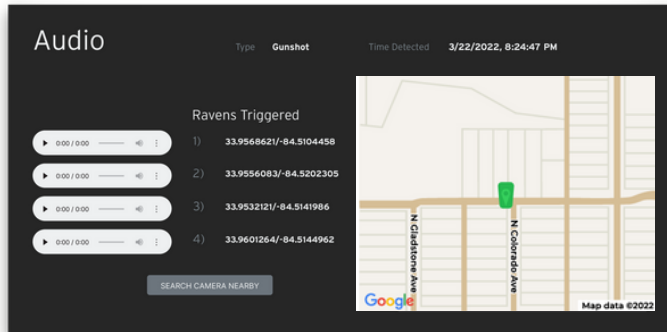 Audio
Type Gunshot
Time Detected 3/22/2022, 8:24:47 PM
Ravens Triggered
0:00 / 0:00
1) 33.9568621/-84.5104458
0:00 / 0:00
2) 33.9556083/-84.5202305
0:00 / 0:00
3) 33.9532121/-84.5141986
0:00 / 0:00
4) 33.9601264/-84.5144962
SEARCH CAMERA NEARBY
N Gladstone Ave
N Colorado Ave
Google
Map data ©2022